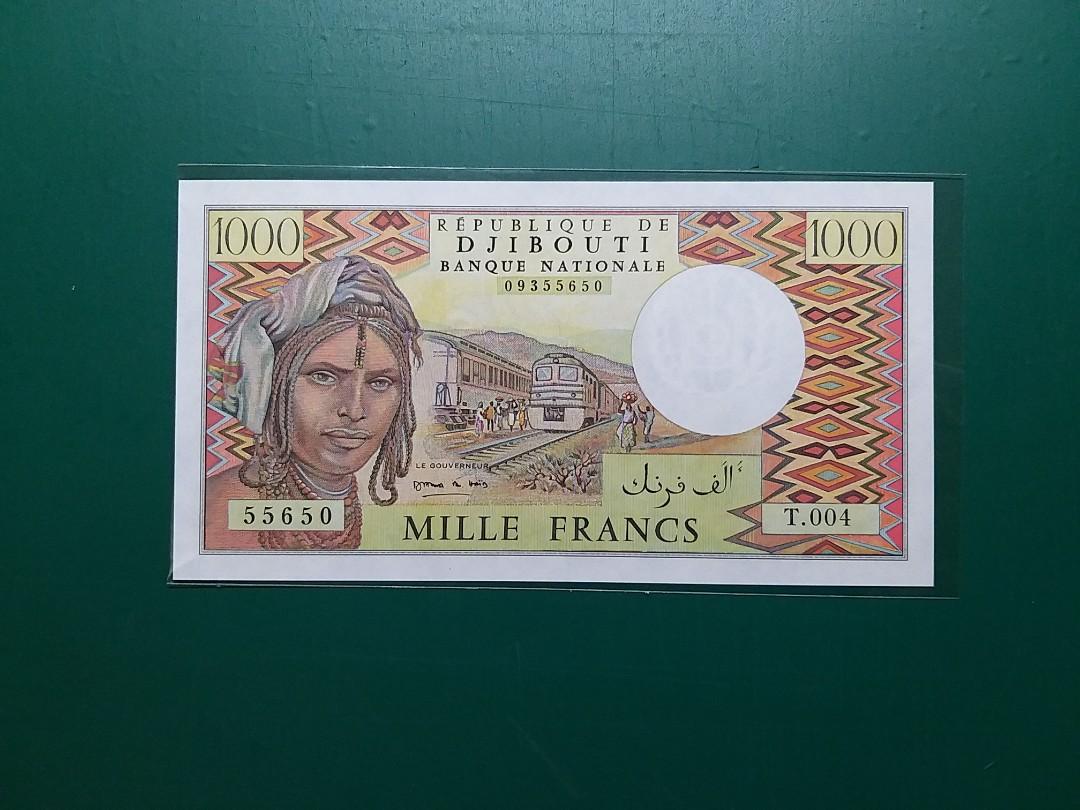 1000
RÉPUBLIQUE DE
DJIBOUTI
BANQUE NATIONALE
09355650
1000
LE GOUVERNEUR
ألف فرنك
55650
MILLE FRANCS
T.004